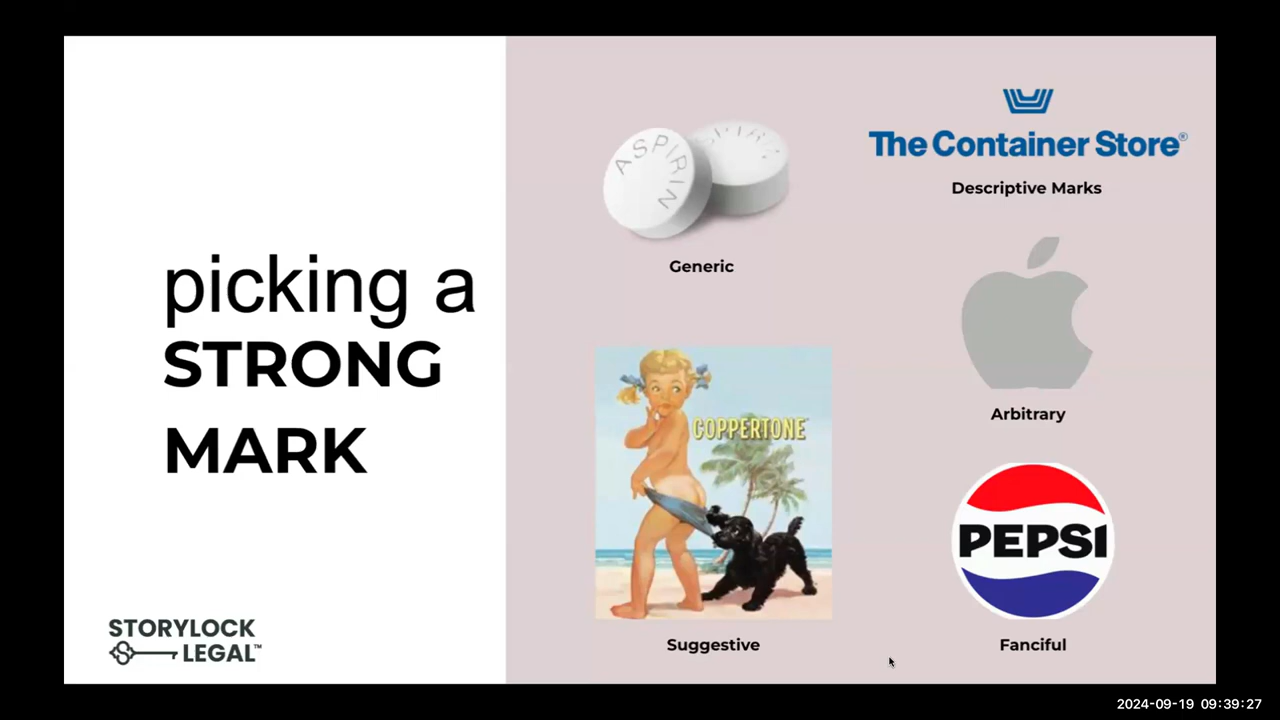 picking a
STRONG
MARK
STORYLOCK
LEGAL™
ASPIRIN
Generic
The Container Store®
Descriptive Marks
Arbitrary
COPPERTONE
Suggestive
PEPSI
Fanciful
2024-09-19 09:39:27